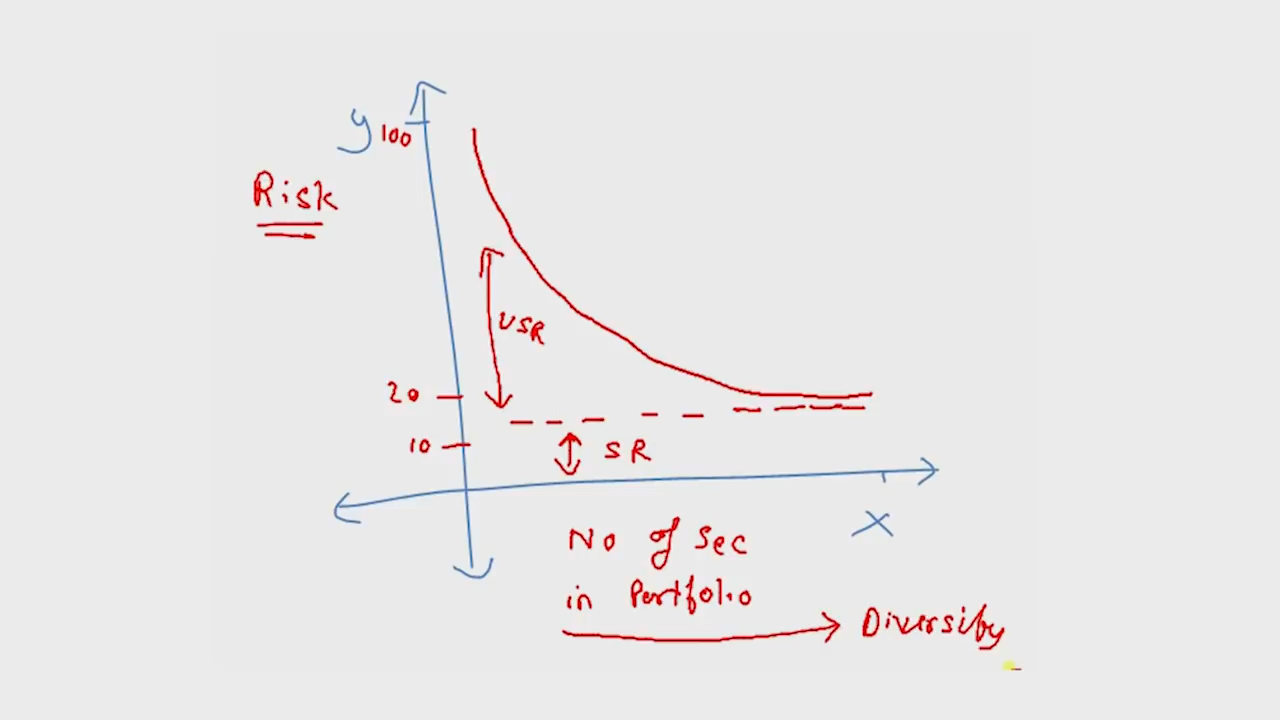 y
100
Risk
USR
20
10
SR
X
No of Sec
in Portfolio
Diversify